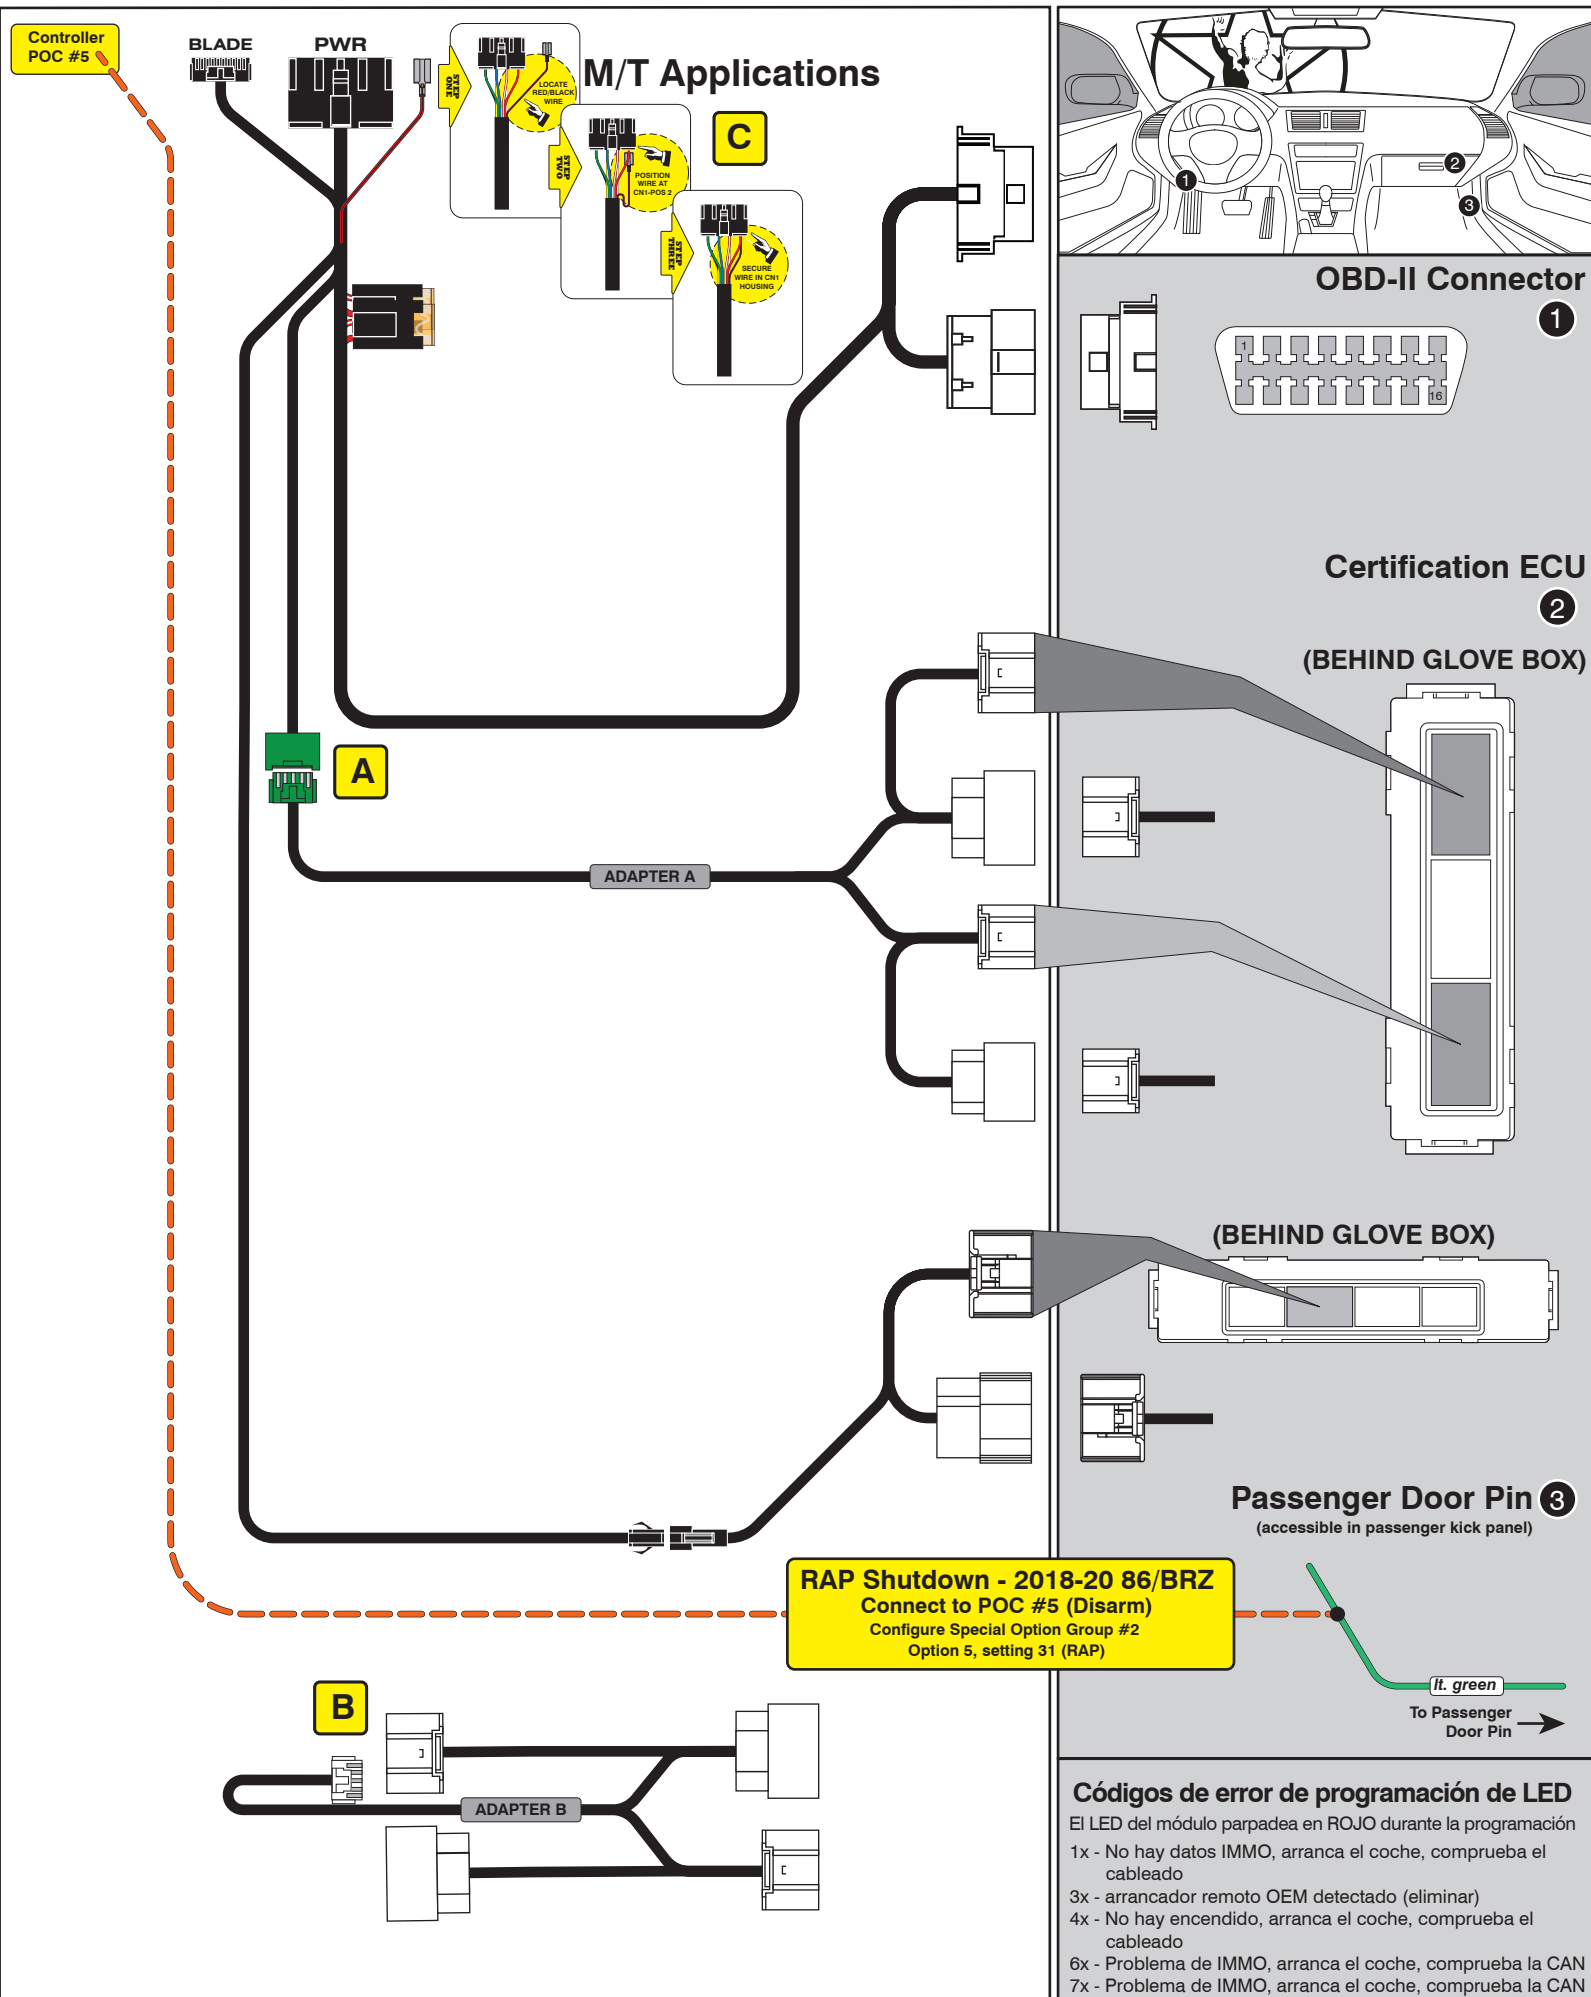 Controller
POC #5
BLADE
PWR
STEP
ONE
LOCATE
RED/BLACK
WIRE
M/T Applications
C
STEP
TWO
POSITION
WIRE AT
CN1-POS 2
STEP
THREE
SECURE
WIRE IN CN1
HOUSING
1
2
3
OBD-II Connector
1
1
16
Certification ECU
2
(BEHIND GLOVE BOX)
A
ADAPTER A
(BEHIND GLOVE BOX)
Passenger Door Pin 3
(accessible in passenger kick panel)
RAP Shutdown - 2018-20 86/BRZ
Connect to POC #5 (Disarm)
Configure Special Option Group #2
Option 5, setting 31 (RAP)
lt. green
To Passenger
Door Pin
B
ADAPTER B
Códigos de error de programación de LED
El LED del módulo parpadea en ROJO durante la programación
1x - No hay datos IMMO, arranca el coche, comprueba el
cableado
3x - arrancador remoto OEM detectado (eliminar)
4x - No hay encendido, arranca el coche, comprueba el
cableado
6x - Problema de IMMO, arranca el coche, comprueba la CAN
7x - Problema de IMMO, arranca el coche, comprueba la CAN